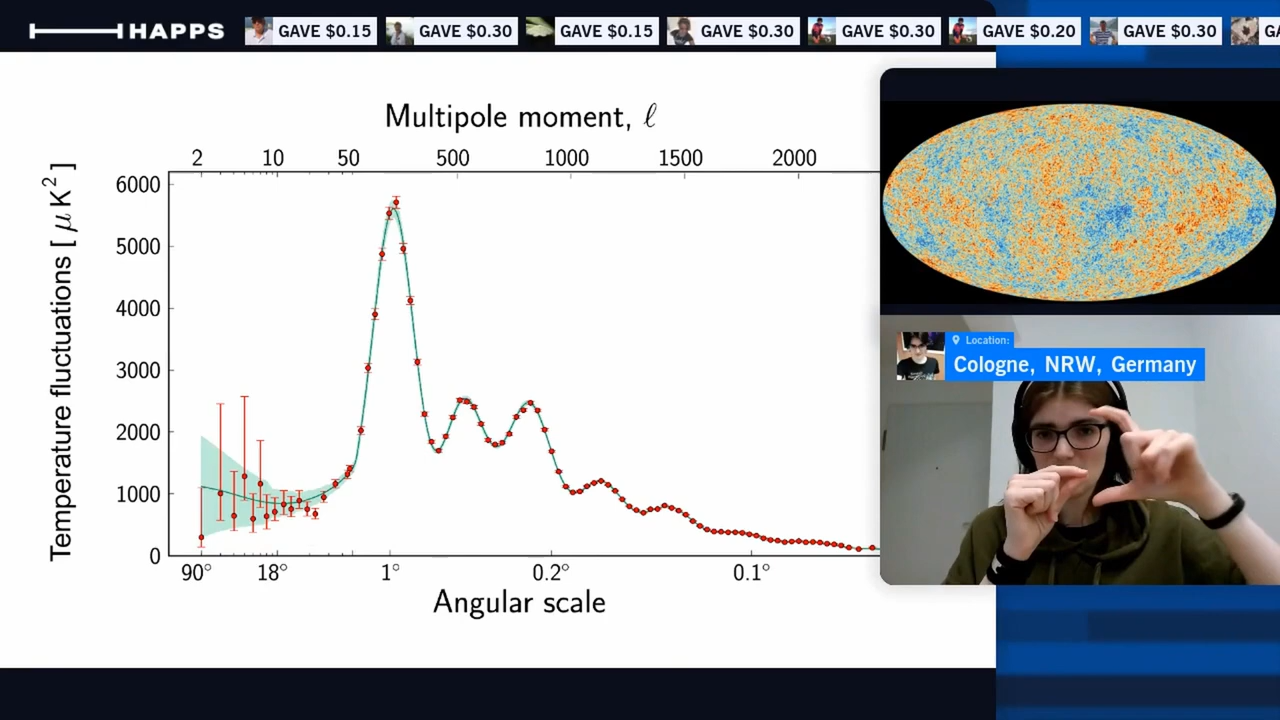 HAPPS
GAVE $0.15
GAVE $0.30
GAVE $0.15
GAVE $0.30
GAVE $0.30
GAVE $0.20
GAVE $0.30
Multipole moment, ℓ
2 10 50 500 1000 1500 2000
Temperature fluctuations [ μ K² ]
6000
5000
4000
3000
2000
1000
0
90° 18° 1° 0.2° 0.1°
Angular scale
Location:
Cologne, NRW, Germany